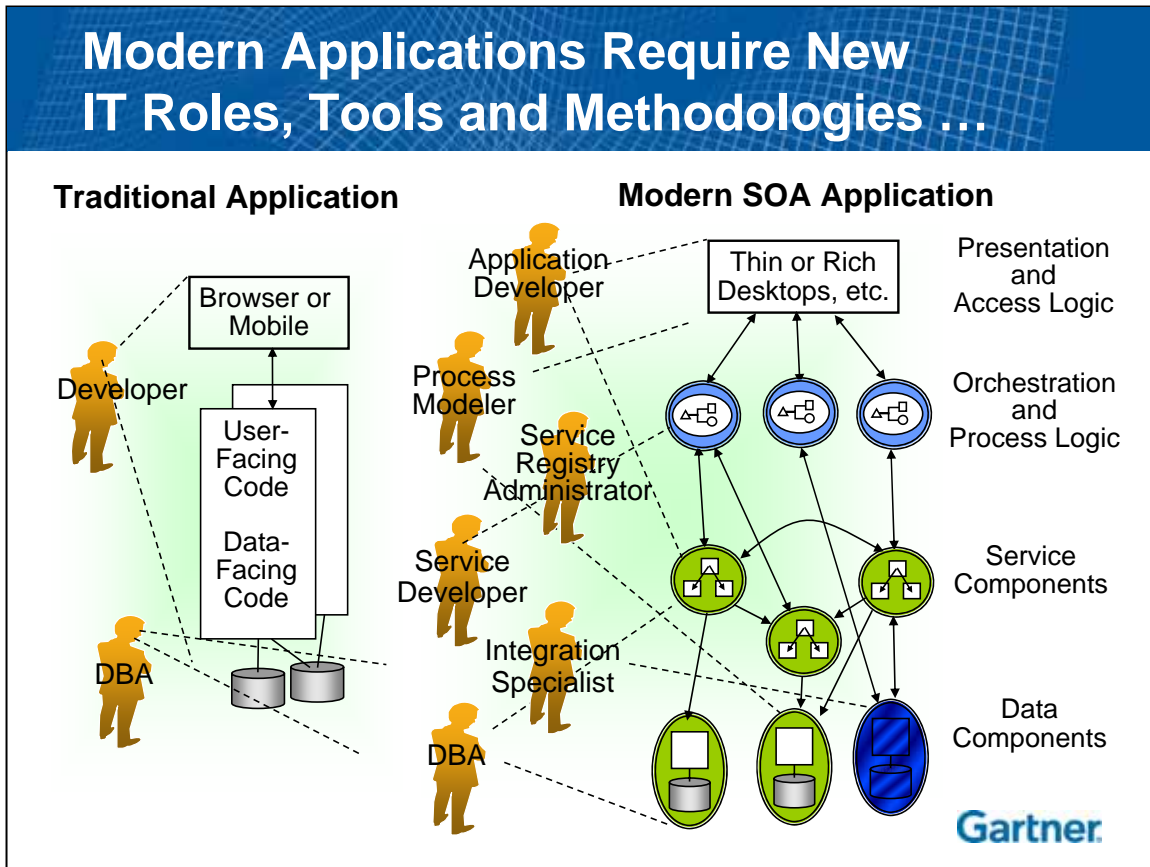 Modern Applications Require New
IT Roles, Tools and Methodologies …
Traditional Application
Browser or
Mobile
Developer
User-
Facing
Code
Data-
Facing
Code
DBA
Modern SOA Application
Application
Developer
Thin or Rich
Desktops, etc.
Presentation
and
Access Logic
Process
Modeler
Orchestration
and
Process Logic
Service
Registry
Administrator
Service
Developer
Service
Components
Integration
Specialist
DBA
Data
Components
Gartner